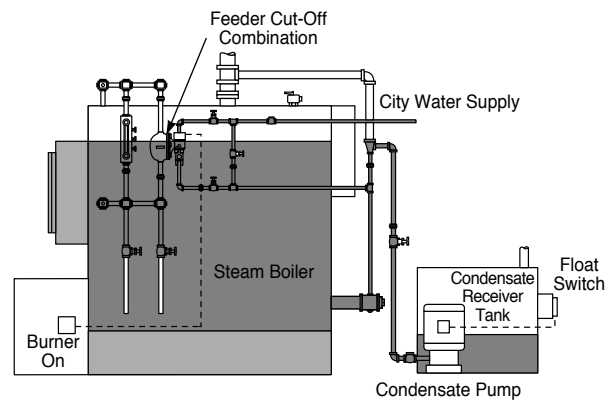 Feeder Cut-Off
Combination
City Water Supply
Steam Boiler
Burner
On
Condensate
Receiver
Tank
Float
Switch
Condensate Pump